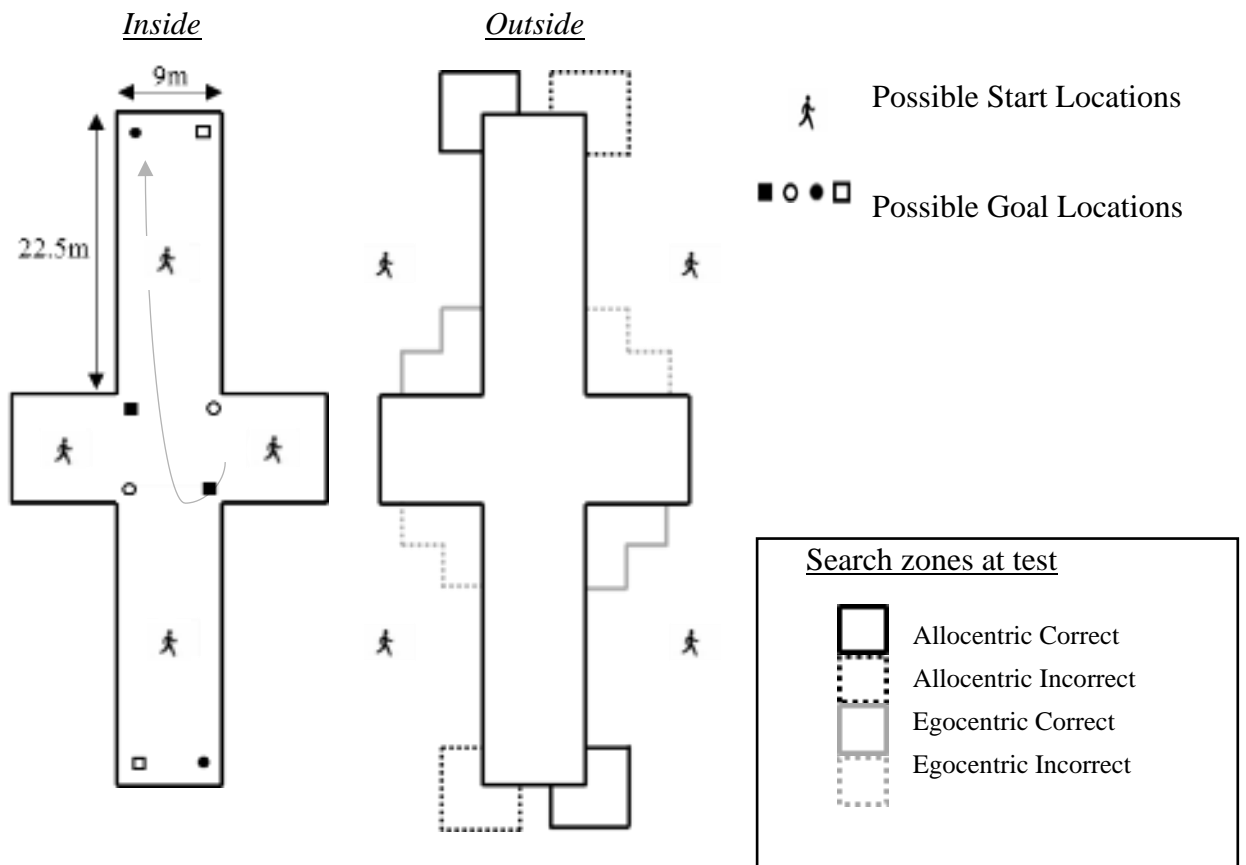 Inside
Outside
9m
22.5m
Possible Start Locations
Possible Goal Locations
Search zones at test
Allocentric Correct
Allocentric Incorrect
Egocentric Correct
Egocentric Incorrect